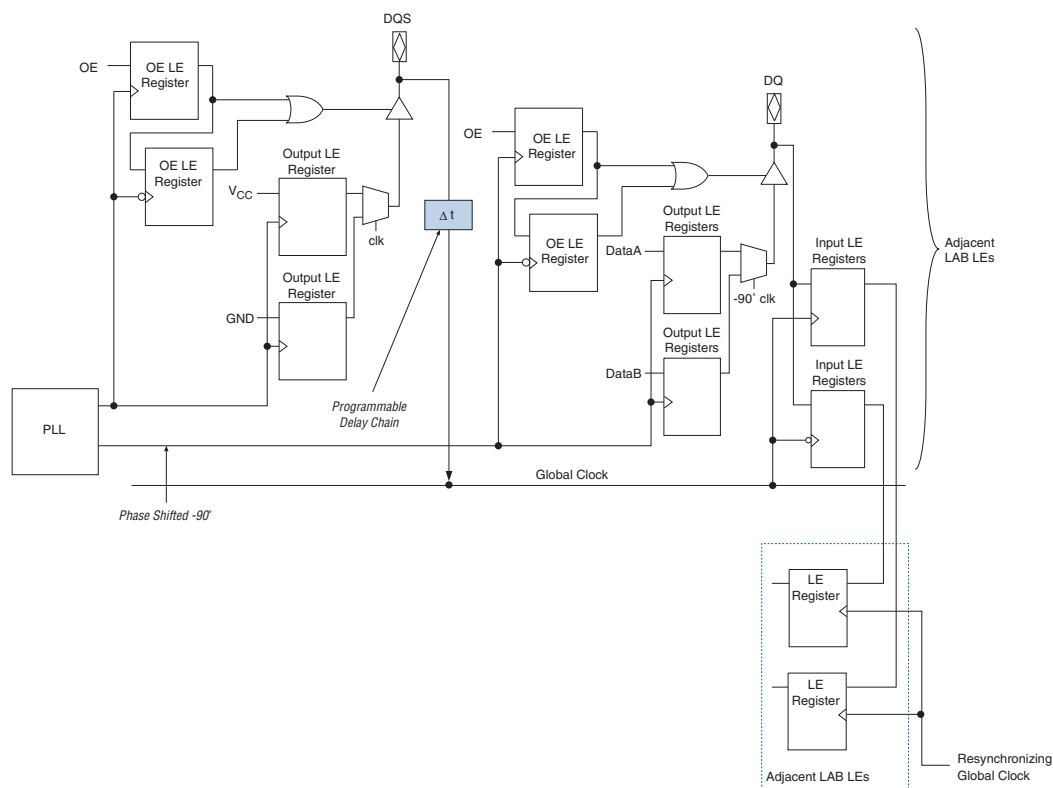 DQS
OE
OE LE
Register
OE LE
Register
Output LE
Register
VCC
clk
Δ t
Output LE
Register
GND
PLL
Programmable
Delay Chain
Phase Shifted -90°
Global Clock
DQ
OE
OE LE
Register
OE LE
Register
Output LE
Registers
DataA
-90° clk
Output LE
Registers
DataB
Input LE
Registers
Input LE
Registers
Adjacent
LAB LEs
LE
Register
LE
Register
Adjacent LAB LEs
Resynchronizing
Global Clock